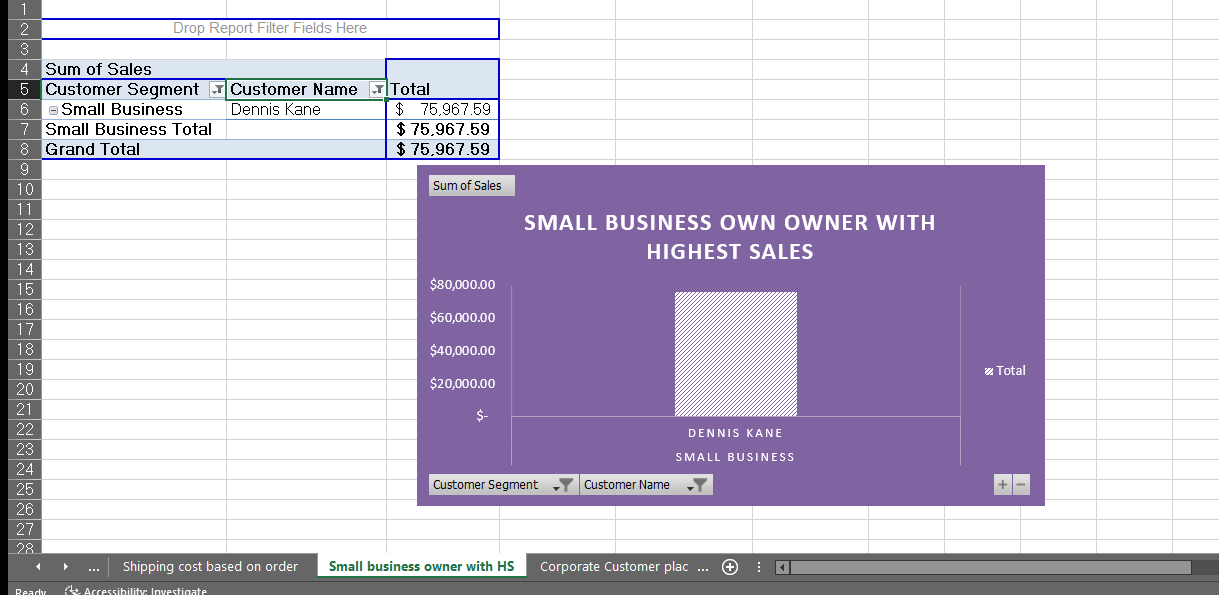 1
2 Drop Report Filter Fields Here
3
4 Sum of Sales
5 Customer Segment Customer Name Total
6 Small Business Dennis Kane $ 75,967.59
7 Small Business Total $ 75,967.59
8 Grand Total $ 75,967.59
9
10
11
12
13
14
15
16
17
18
19
20
21
22
23
24
25
26
27
28
Sum of Sales
SMALL BUSINESS OWN OWNER WITH
HIGHEST SALES
$80,000.00
$60,000.00
$40,000.00
$20,000.00
$-
Total
DENNIS KANE
SMALL BUSINESS
Customer Segment Customer Name + −
... Shipping cost based on order Small business owner with HS Corporate Customer plac ...
Ready Accessibility: Investigate